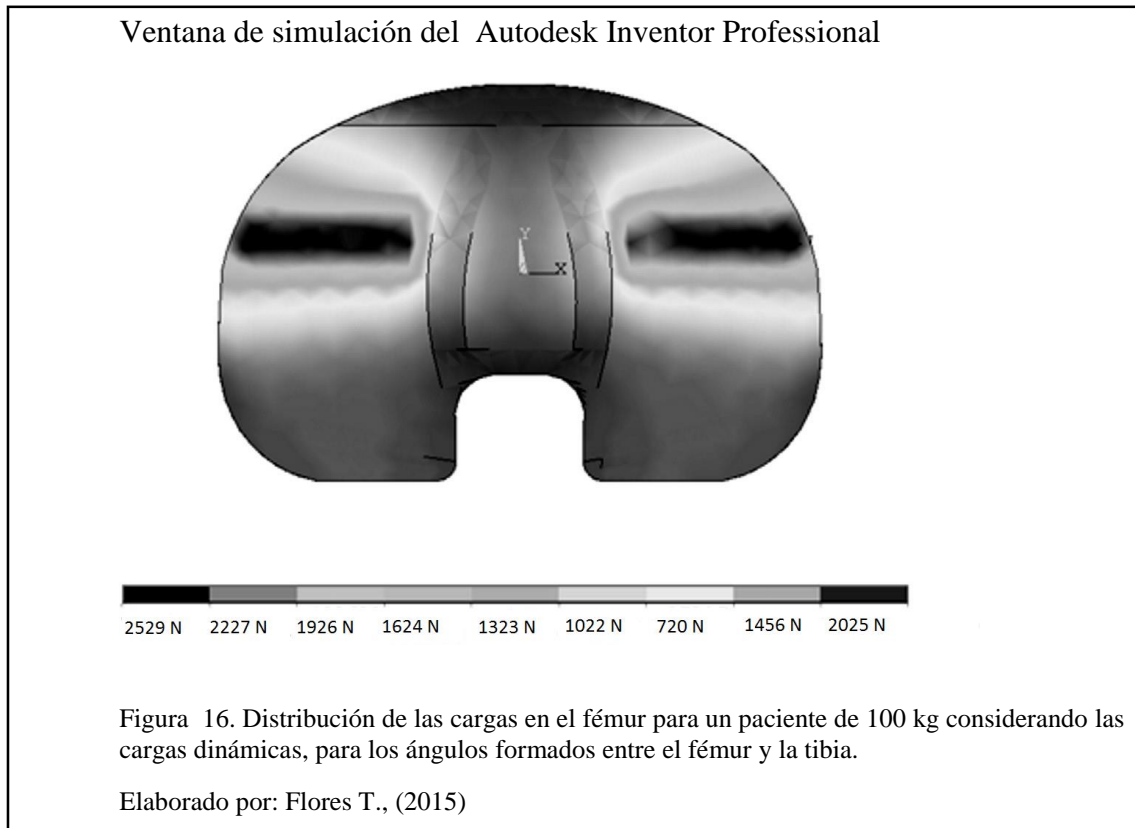 Ventana de simulación del Autodesk Inventor Professional
Y
X
2529 N 2227 N 1926 N 1624 N 1323 N 1022 N 720 N 1456 N 2025 N
Figura 16. Distribución de las cargas en el fémur para un paciente de 100 kg considerando las
cargas dinámicas, para los ángulos formados entre el fémur y la tibia.
Elaborado por: Flores T., (2015)